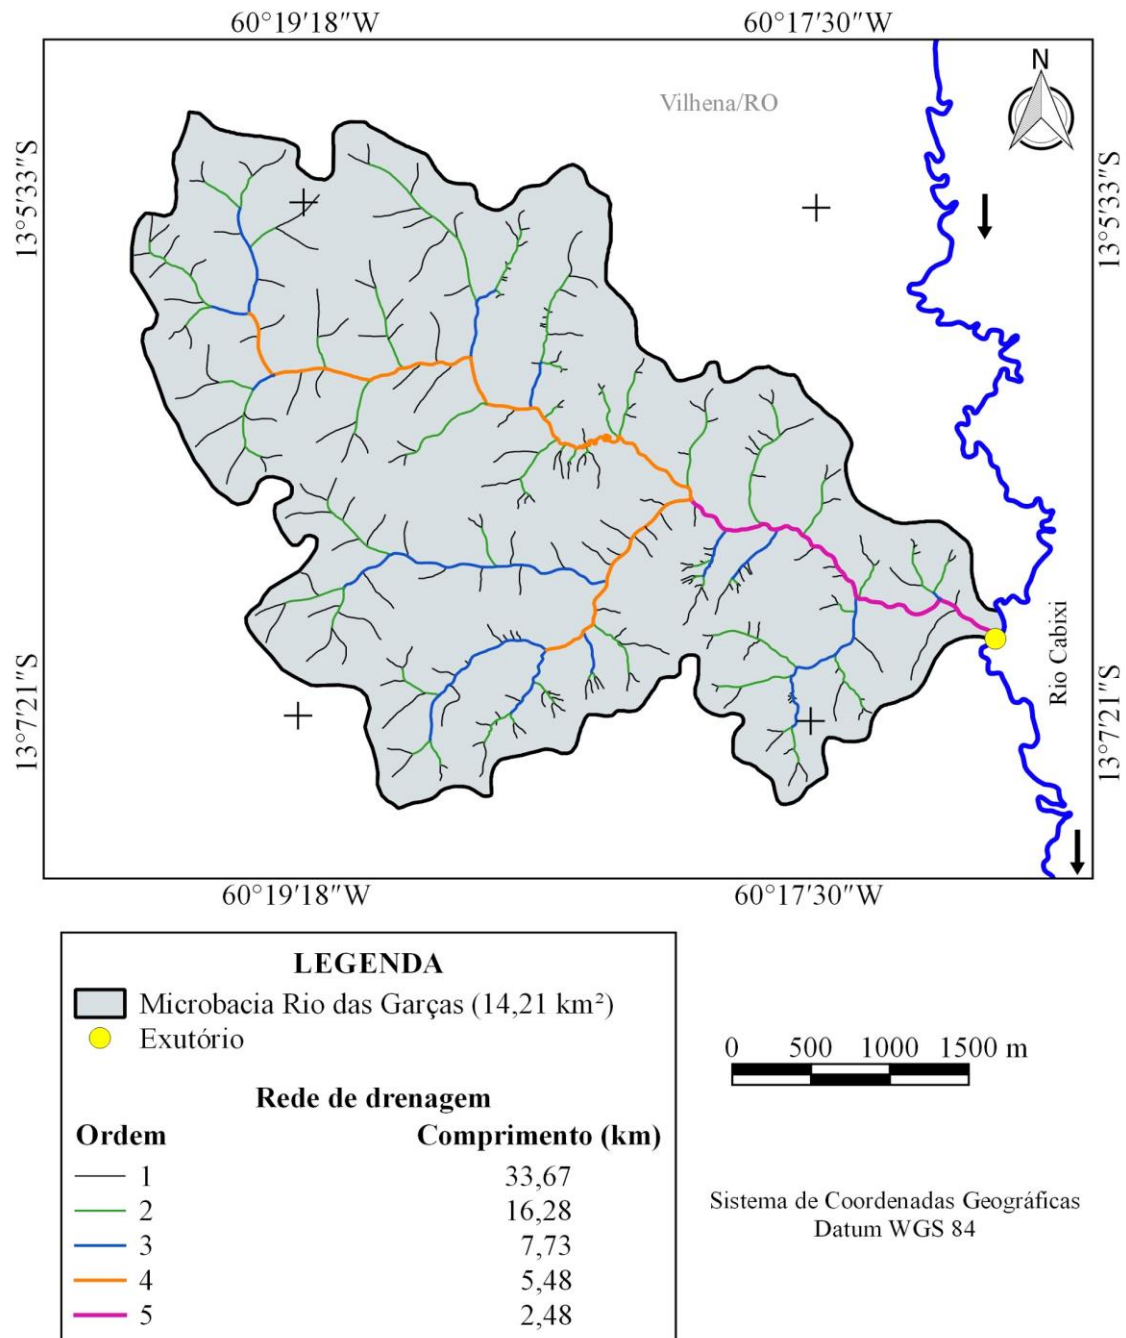 60°19'18"W 60°17'30"W
N
Vilhena/RO
13°5'33"S 13°5'33"S
Rio Cabixi
13°7'21"S 13°7'21"S
60°19'18"W 60°17'30"W
LEGENDA
Microbacia Rio das Garças (14,21 km²)
Exutório
Rede de drenagem
Ordem Comprimento (km)
1 33,67
2 16,28
3 7,73
4 5,48
5 2,48
0 500 1000 1500 m
Sistema de Coordenadas Geográficas
Datum WGS 84